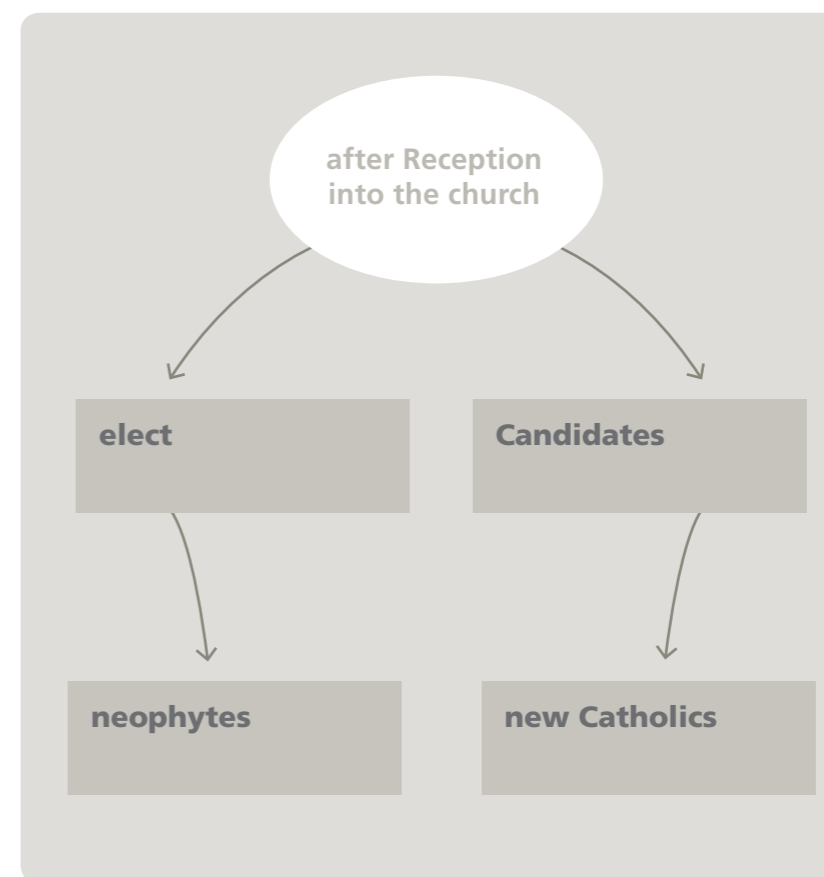 after Reception
into the church
elect
Candidates
neophytes
new Catholics